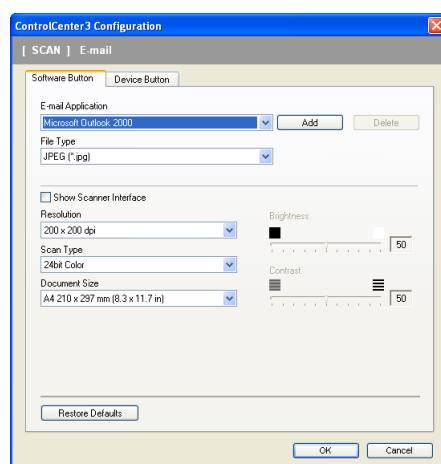 ControlCenter3 Configuration
[ SCAN ] E-mail
Software Button Device Button
E-mail Application
Microsoft Outlook 2000 Add Delete
File Type
JPEG (*.jpg)
Show Scanner Interface
Resolution Brightness
200 x 200 dpi 50
Scan Type
24bit Color
Document Size Contrast
A4 210 x 297 mm (8.3 x 11.7 in) 50
Restore Defaults
OK Cancel